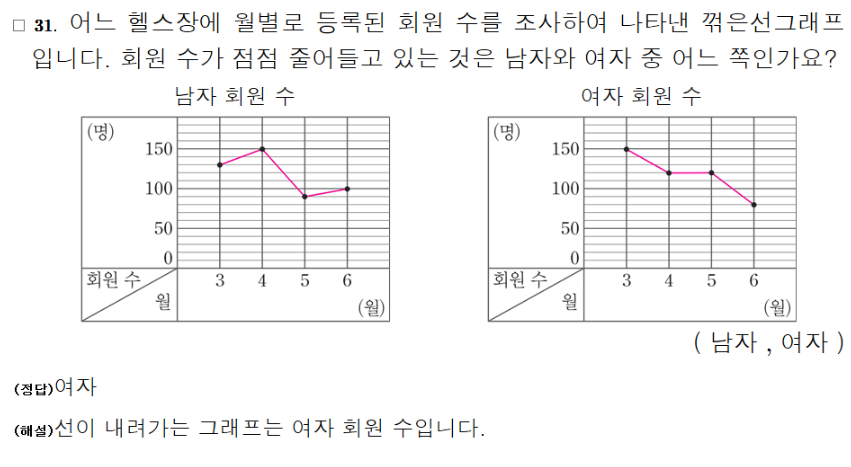 □ 31. 어느 헬스장에 월별로 등록된 회원 수를 조사하여 나타낸 꺾은선그래프
입니다. 회원 수가 점점 줄어들고 있는 것은 남자와 여자 중 어느 쪽인가요?
남자 회원 수
(명)
150
100
50
0
회원 수
월
3 4 5 6
(월)
여자 회원 수
(명)
150
100
50
0
회원 수
월
3 4 5 6
(월)
( 남자 , 여자 )
(정답)여자
(해설)선이 내려가는 그래프는 여자 회원 수입니다.